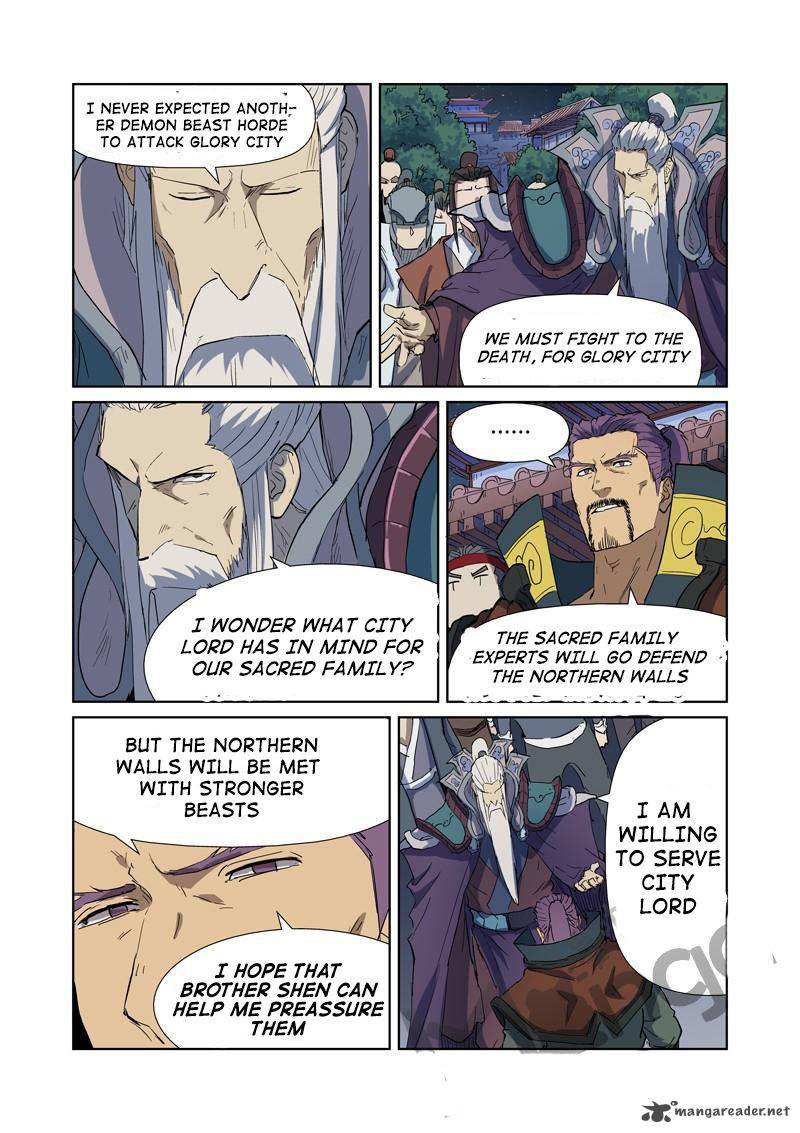 I NEVER EXPECTED ANOTH-
ER DEMON BEAST HORDE
TO ATTACK GLORY CITY
WE MUST FIGHT TO THE
DEATH, FOR GLORY CITIY
I WONDER WHAT CITY
LORD HAS IN MIND FOR
OUR SACRED FAMILY?
......
THE SACRED FAMILY
EXPERTS WILL GO DEFEND
THE NORTHERN WALLS
BUT THE NORTHERN
WALLS WILL BE MET
WITH STRONGER
BEASTS
I HOPE THAT
BROTHER SHEN CAN
HELP ME PREASSURE
THEM
I AM
WILLING
TO SERVE
CITY
LORD
mangareader.net